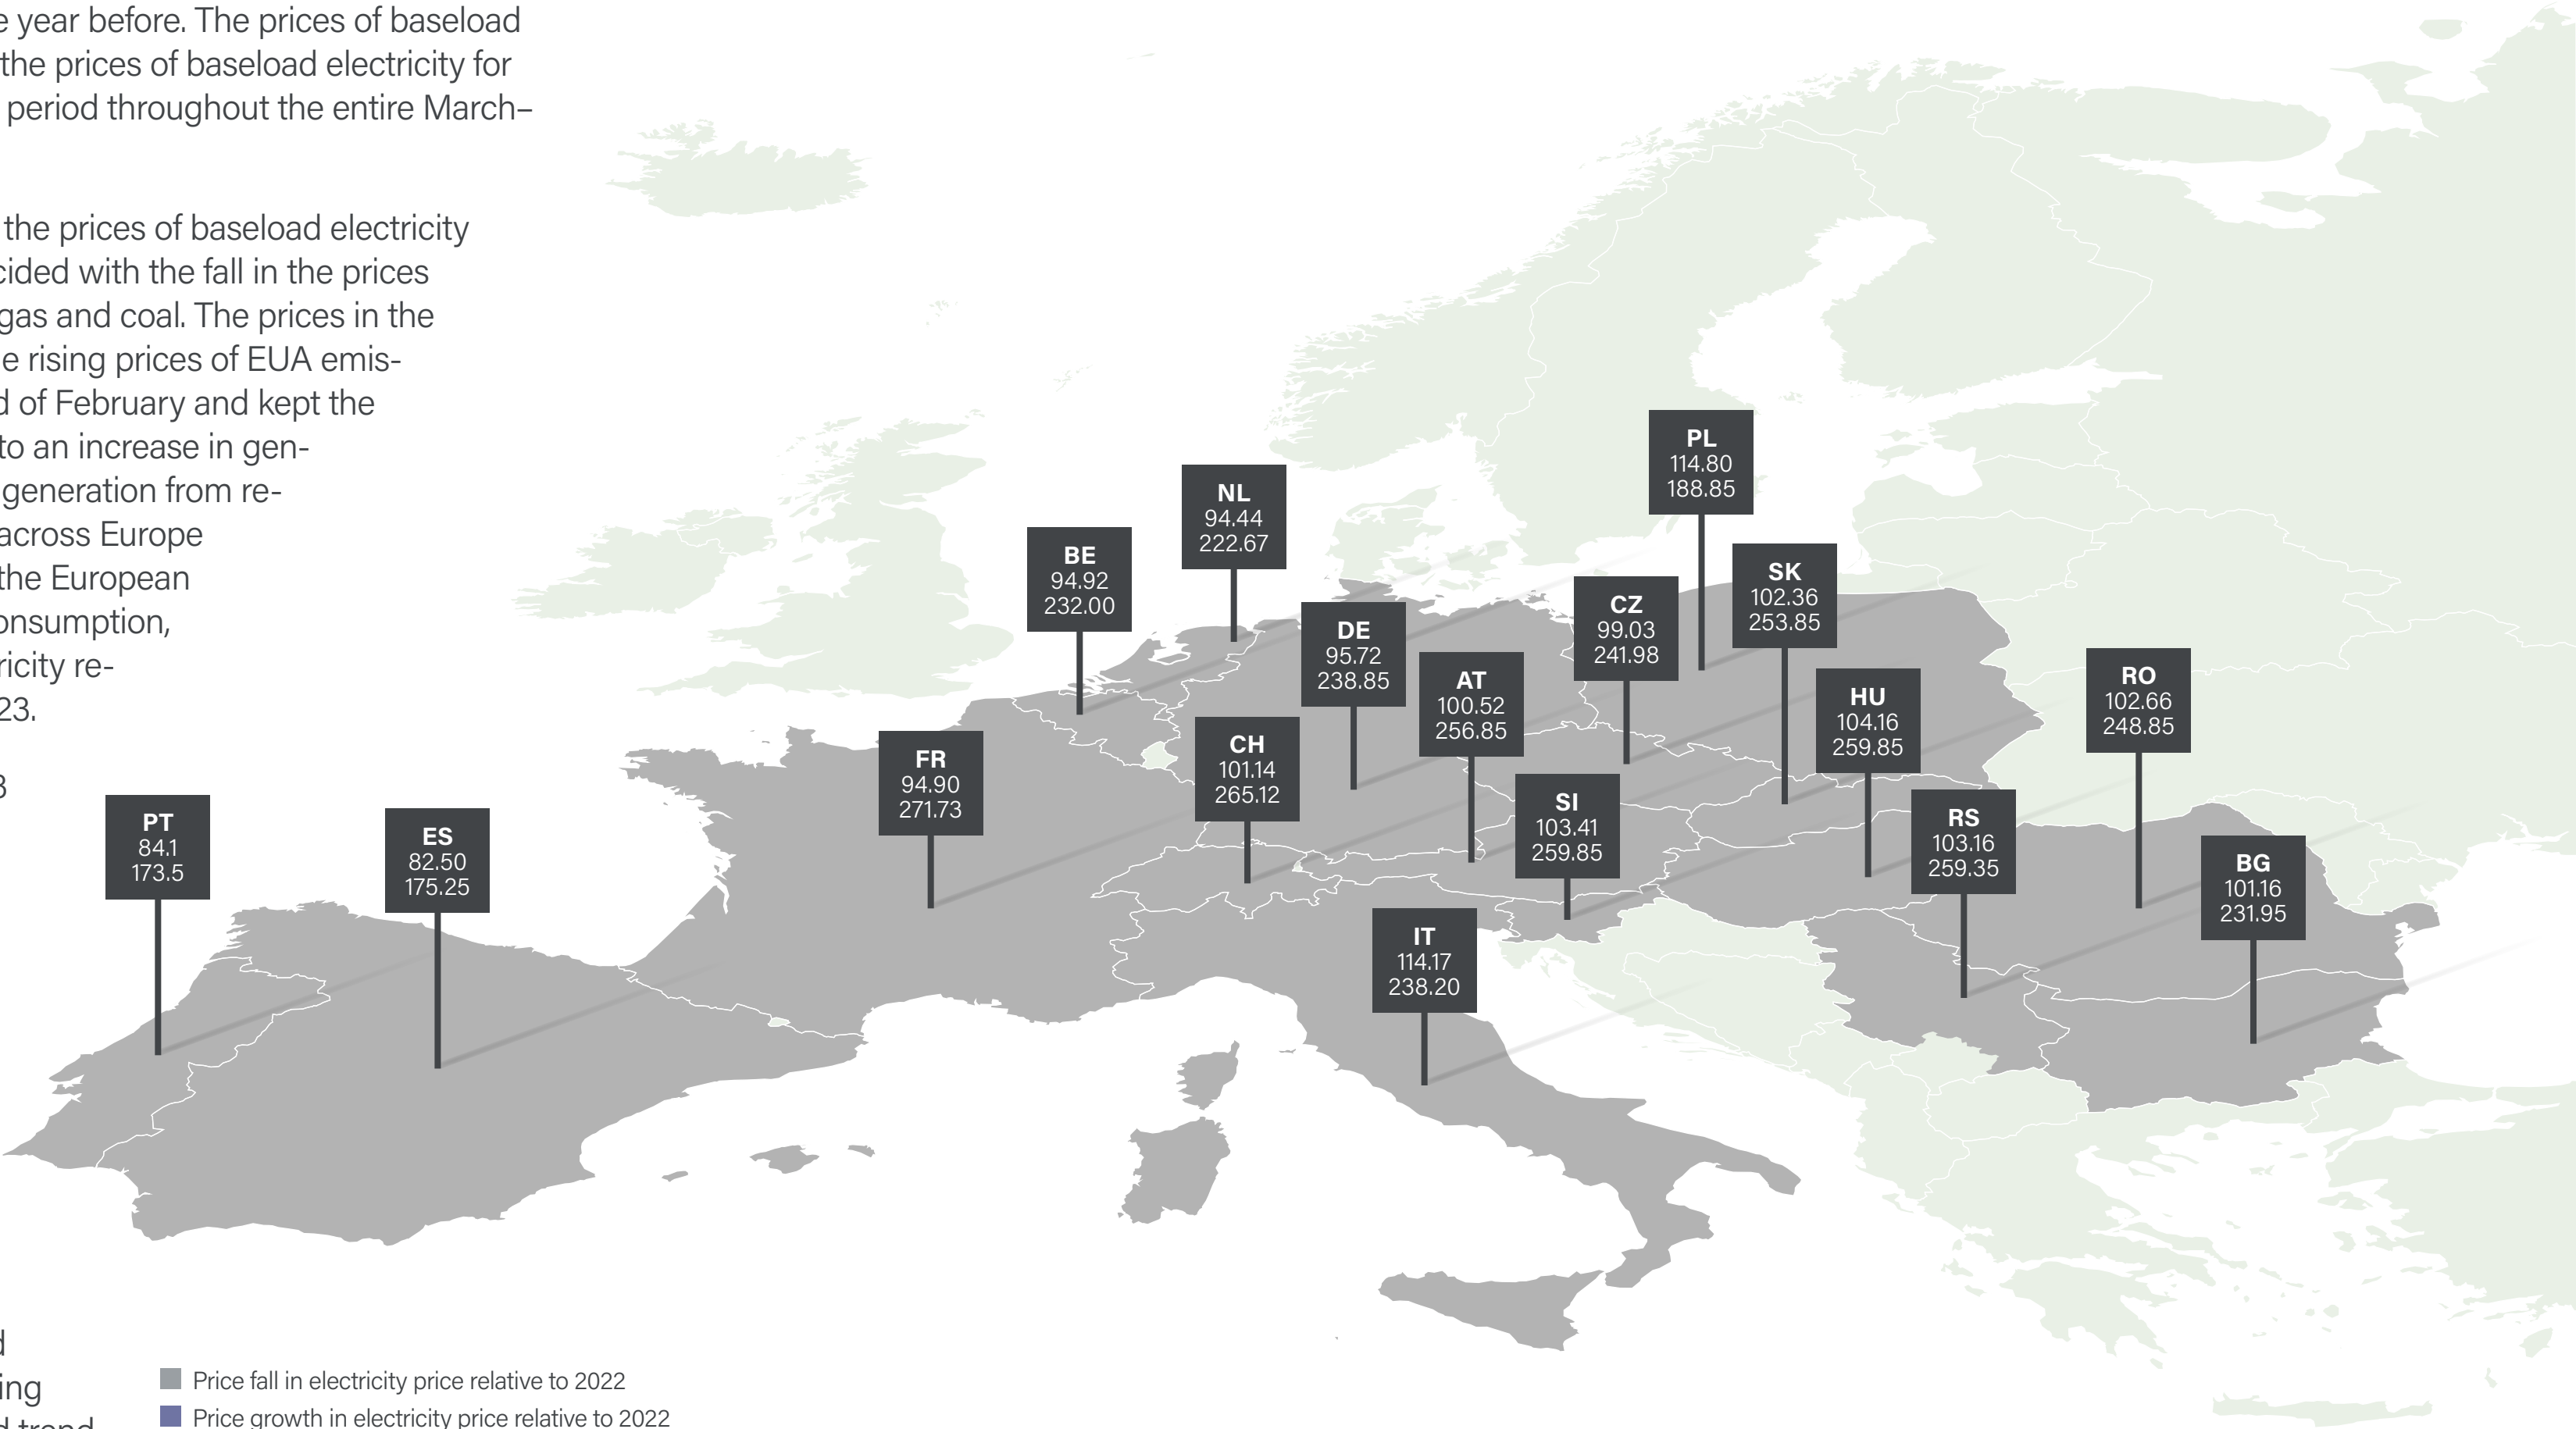 e year before. The prices of baseload
the prices of baseload electricity for
period throughout the entire March–
the prices of baseload electricity
cided with the fall in the prices
gas and coal. The prices in the
e rising prices of EUA emis-
d of February and kept the
to an increase in gen-
generation from re-
across Europe
the European
onsumption,
ricity re-
23.
3
d
ing
d trend
PL
114.80
188.85
NL
94.44
222.67
BE
94.92
232.00
SK
102.36
253.85
CZ
99.03
241.98
DE
95.72
238.85
AT
100.52
256.85
HU
104.16
259.85
RO
102.66
248.85
CH
101.14
265.12
FR
94.90
271.73
SI
103.41
259.85
RS
103.16
259.35
PT
84.1
173.5
ES
82.50
175.25
BG
101.16
231.95
IT
114.17
238.20
Price fall in electricity price relative to 2022
Price growth in electricity price relative to 2022